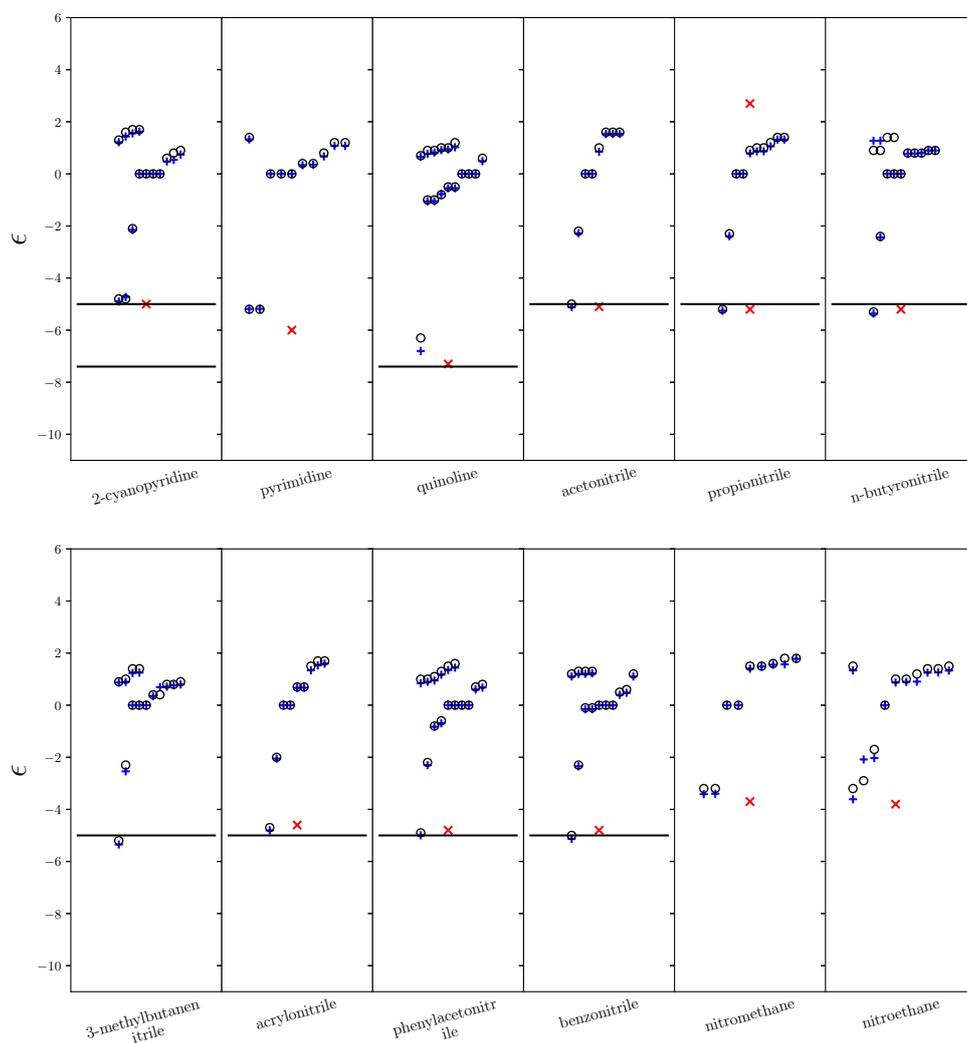 6
4
2
0
−2
−4
−6
−8
−10
ϵ
2-cyanopyridine
pyrimidine
quinoline
acetonitrile
propionitrile
n-butyronitrile
6
4
2
0
−2
−4
−6
−8
−10
ϵ
3-methylbutanen
itrile
acrylonitrile
phenylacetonitr
ile
benzonitrile
nitromethane
nitroethane